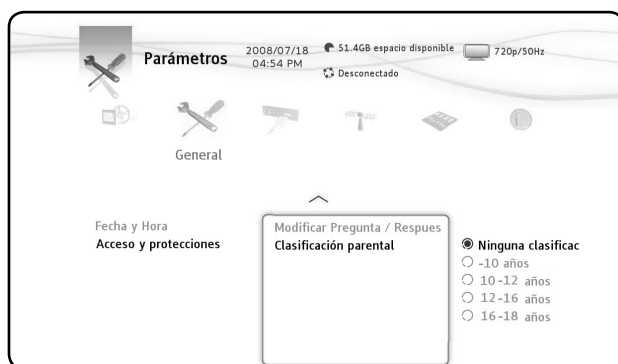 Parámetros
2008/07/18
04:54 PM
51.4GB espacio disponible
Desconectado
720p/50Hz
General
Fecha y Hora
Acceso y protecciones
Modificar Pregunta / Respues
Clasificación parental
Ninguna clasificac
-10 años
10-12 años
12-16 años
16-18 años